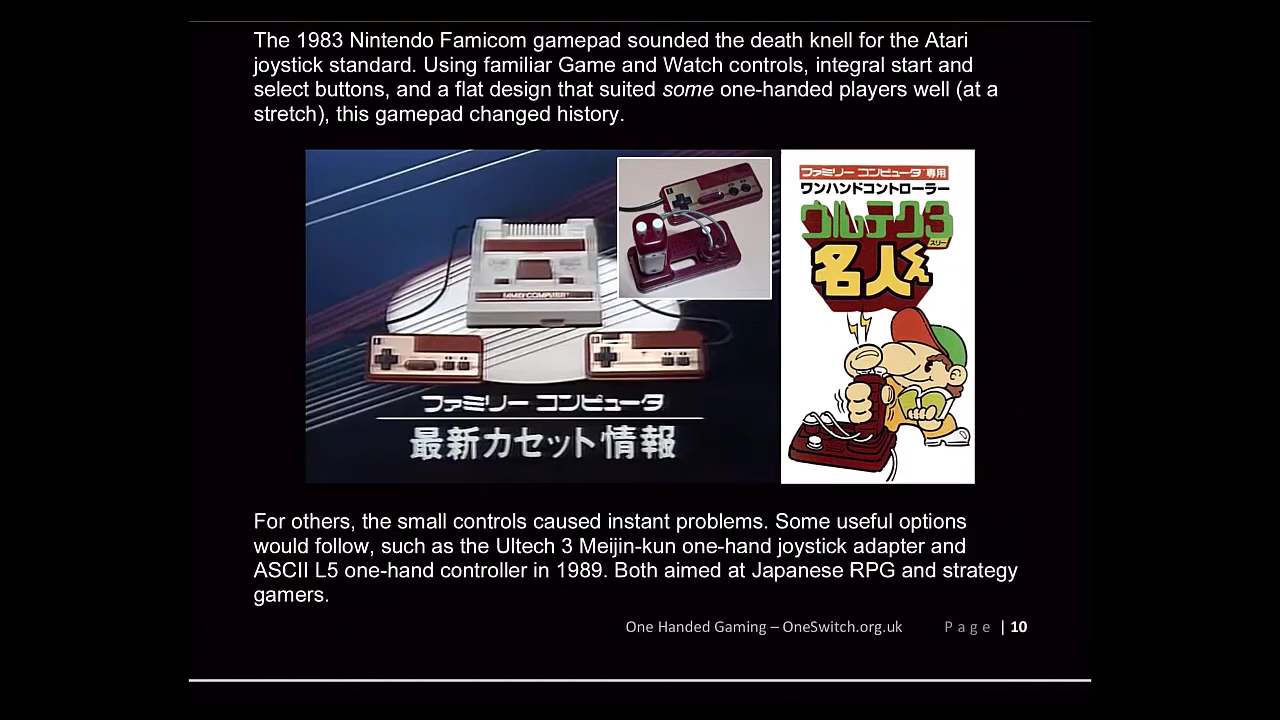 The 1983 Nintendo Famicom gamepad sounded the death knell for the Atari
joystick standard. Using familiar Game and Watch controls, integral start and
select buttons, and a flat design that suited some one-handed players well (at a
stretch), this gamepad changed history.
FAMILY COMPUTER
ファミリー コンピュータ
最新カセット情報
ファミリー コンピュータ 専用
ワンハンドコントローラー
ウルテク3
スリー
名人くん
For others, the small controls caused instant problems. Some useful options
would follow, such as the Ultech 3 Meijin-kun one-hand joystick adapter and
ASCII L5 one-hand controller in 1989. Both aimed at Japanese RPG and strategy
gamers.
One Handed Gaming – OneSwitch.org.uk Page | 10